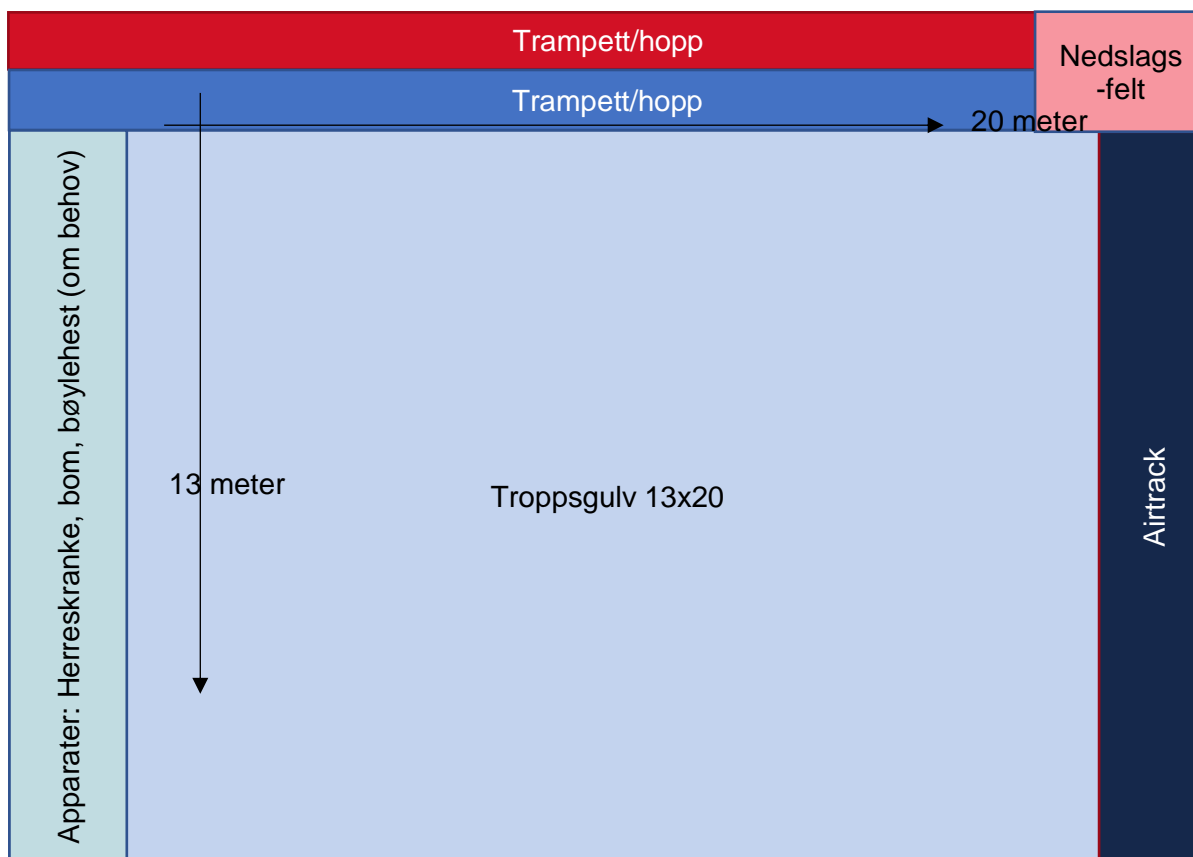 Trampett/hopp
Nedslags
-felt
Trampett/hopp
20 meter
Apparater: Herreskranke, bom, bøylehest (om behov)
13 meter
Troppsgulv 13x20
Airtrack